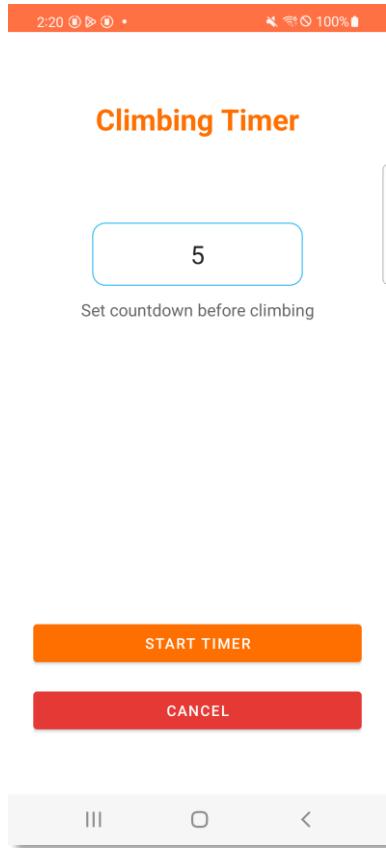 2:20 100%
Climbing Timer
5
Set countdown before climbing
START TIMER
CANCEL